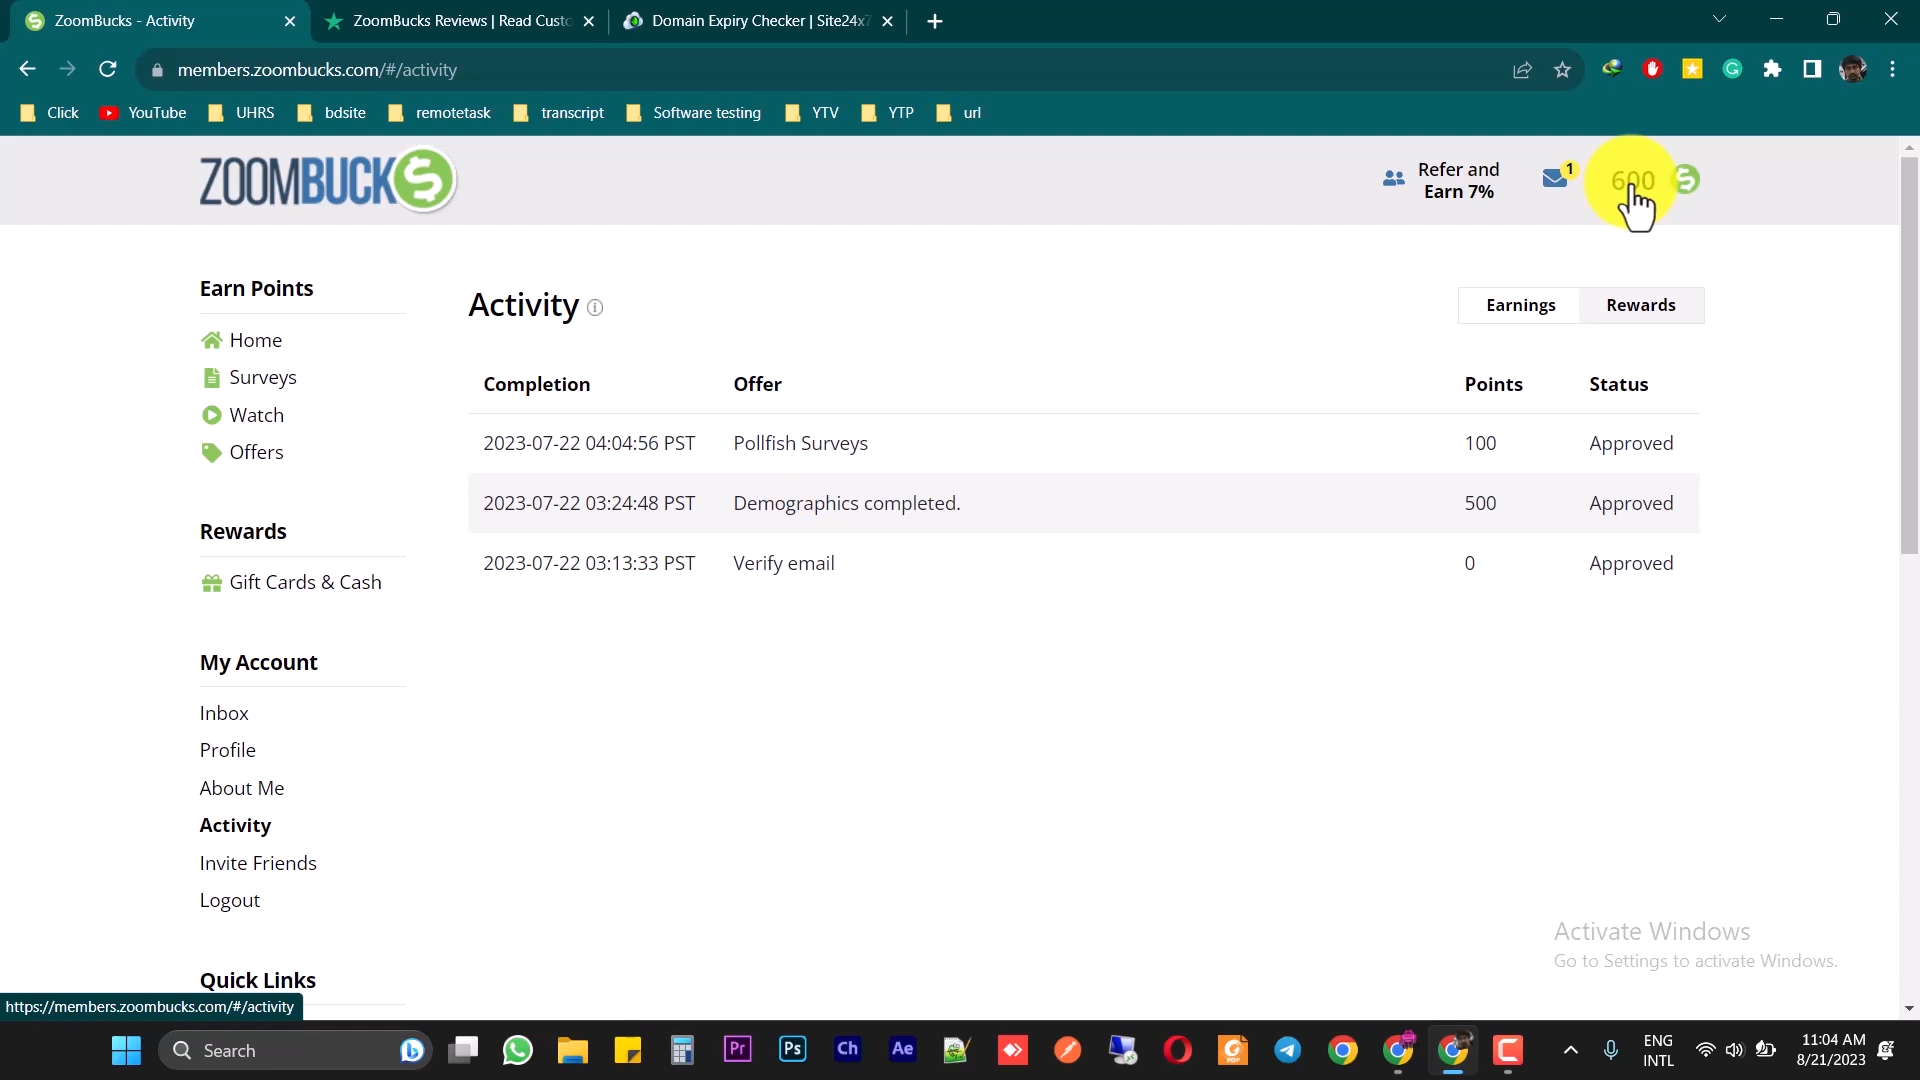 ZoomBucks - Activity
ZoomBucks Reviews | Read Custo
Domain Expiry Checker | Site24x7
members.zoombucks.com/#/activity
Click YouTube UHRS bdsite remotetask transcript Software testing YTV YTP url
ZOOMBUCK$
Refer and
Earn 7%
1
600
Earn Points
Home
Surveys
Watch
Offers
Rewards
Gift Cards & Cash
My Account
Inbox
Profile
About Me
Activity
Invite Friends
Logout
Quick Links
Activity
Earnings Rewards
Completion Offer Points Status
2023-07-22 04:04:56 PST Pollfish Surveys 100 Approved
2023-07-22 03:24:48 PST Demographics completed. 500 Approved
2023-07-22 03:13:33 PST Verify email 0 Approved
Activate Windows
Go to Settings to activate Windows.
https://members.zoombucks.com/#/activity
Search
Pr Ps Ch Ae
ENG
INTL
11:04 AM
8/21/2023